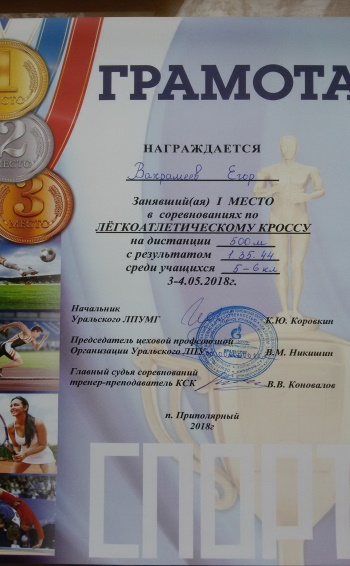 1
МЕСТО
2
МЕСТО
3
МЕСТО
ГРАМОТА
НАГРАЖДАЕТСЯ
Вахрамеев Егор
Занявший(ая) I МЕСТО
в соревнованиях по
ЛЁГКОАТЛЕТИЧЕСКОМУ КРОССУ
на дистанции 500 м
с результатом 1.35.44
среди учащихся 5-6 кл
3-4.05.2018г.
Начальник
Уральского ЛПУМГ К.Ю. Коровкин
Председатель цеховой профсоюзной
Организации Уральского ЛПУ В.М. Никишин
Главный судья соревнований
тренер-преподаватель КСК В.В. Коновалов
п. Приполярный
2018г
СПОРТ